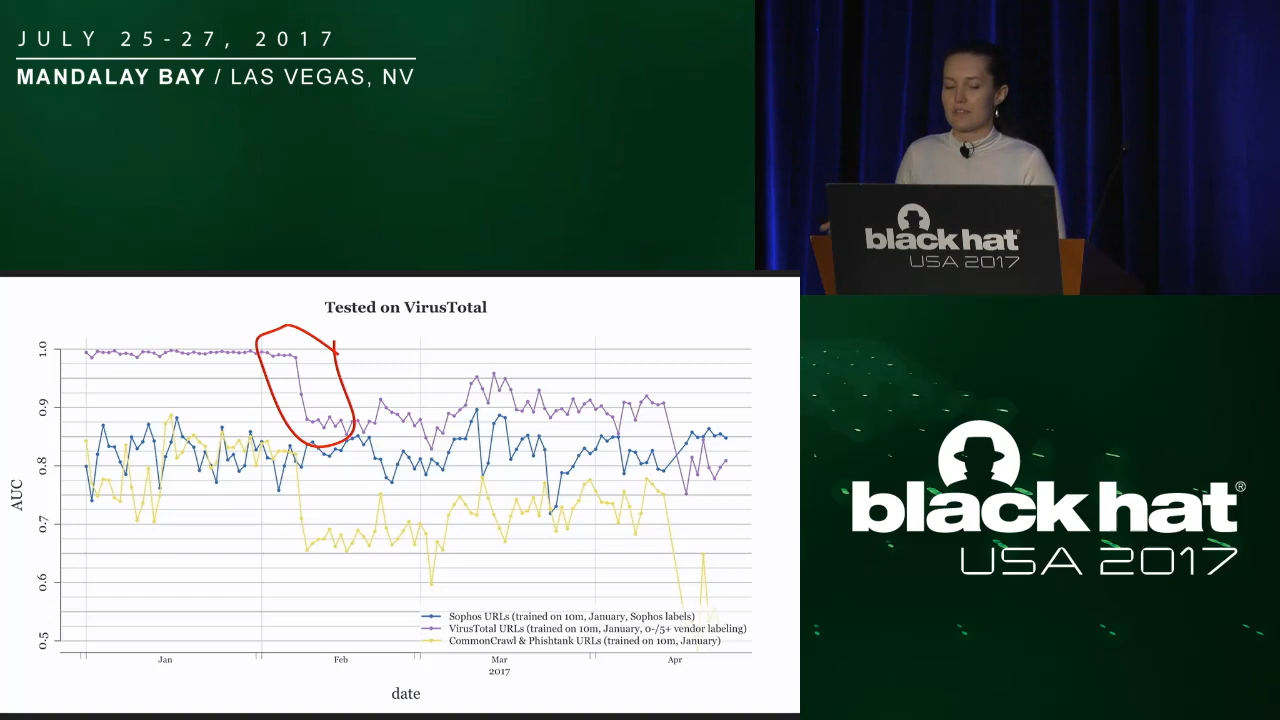 JULY 25-27, 2017
MANDALAY BAY / LAS VEGAS, NV
black hat
USA 2017
Tested on VirusTotal
1.0
0.9
0.8
0.7
0.6
0.5
AUC
Sophos URLs (trained on 10m, January, Sophos labels)
VirusTotal URLs (trained on 10m, January, 0-/5+ vendor labeling)
CommonCrawl & Phishtank URLs (trained on 10m, January)
Jan
Feb
Mar
Apr
2017
date
black hat®
USA 2017